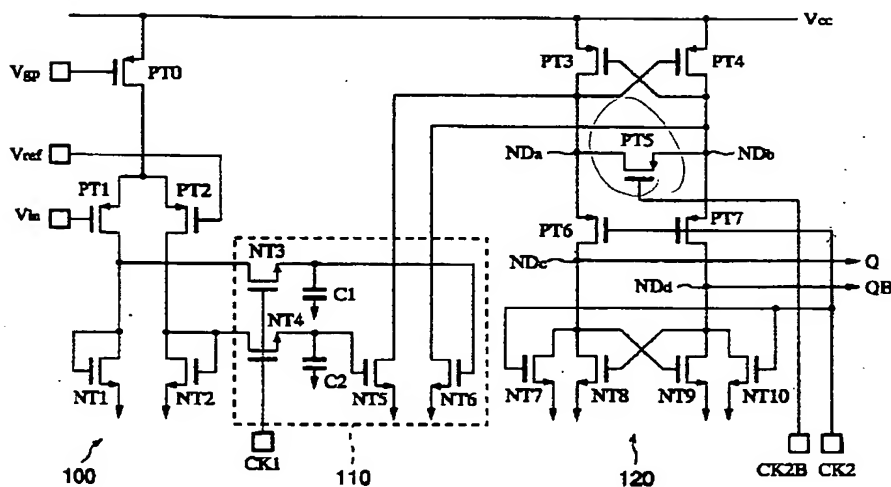 Vcc
PT3
PT4
Vgp
PT0
Vref
PT5
NDa
NDb
PT1
PT2
Vin
PT6
PT7
NT3
NDc
Q
C1
NDd
QB
NT4
C2
NT1
NT2
NT5
NT6
NT7
NT8
NT9
NT10
CK1
CK2B
CK2
100
110
120